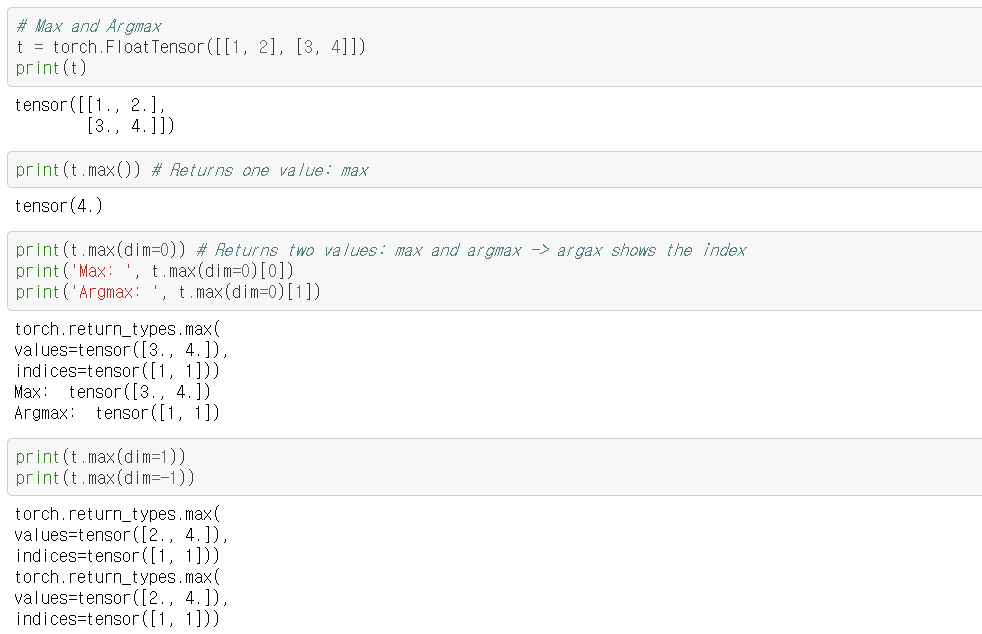 # Max and Argmax
t = torch.FloatTensor([[1, 2], [3, 4]])
print(t)
tensor([[1., 2.],
        [3., 4.]])
print(t.max()) # Returns one value: max
tensor(4.)
print(t.max(dim=0)) # Returns two values: max and argmax -> argax shows the index
print('Max: ', t.max(dim=0)[0])
print('Argmax: ', t.max(dim=0)[1])
torch.return_types.max(
values=tensor([3., 4.]),
indices=tensor([1, 1]))
Max:  tensor([3., 4.])
Argmax:  tensor([1, 1])
print(t.max(dim=1))
print(t.max(dim=-1))
torch.return_types.max(
values=tensor([2., 4.]),
indices=tensor([1, 1]))
torch.return_types.max(
values=tensor([2., 4.]),
indices=tensor([1, 1]))